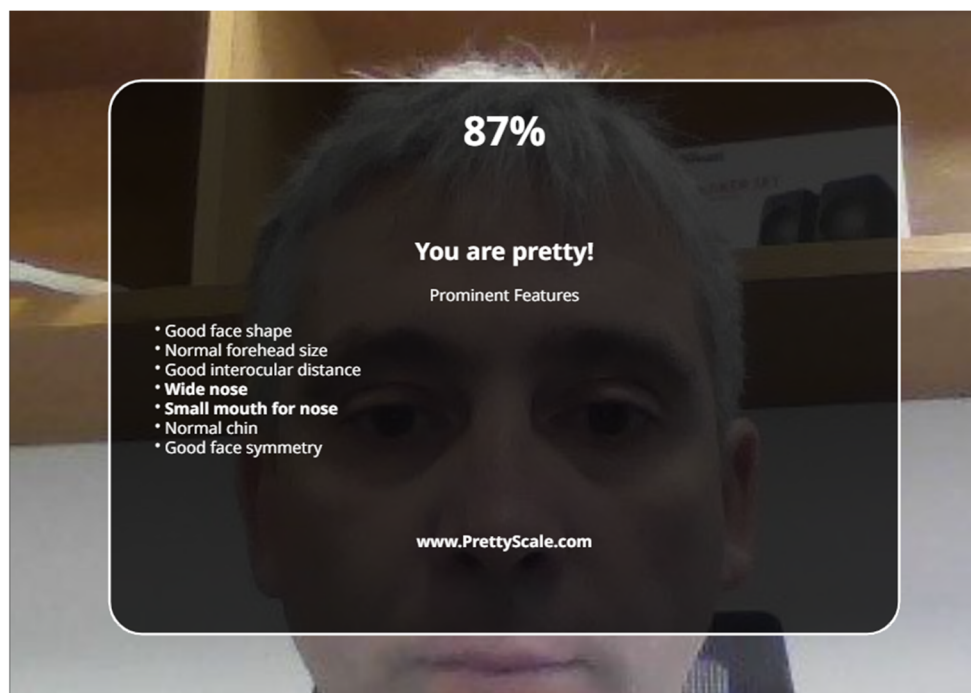 87%
You are pretty!
Prominent Features
• Good face shape
• Normal forehead size
• Good interocular distance
• Wide nose
• Small mouth for nose
• Normal chin
• Good face symmetry
www.PrettyScale.com